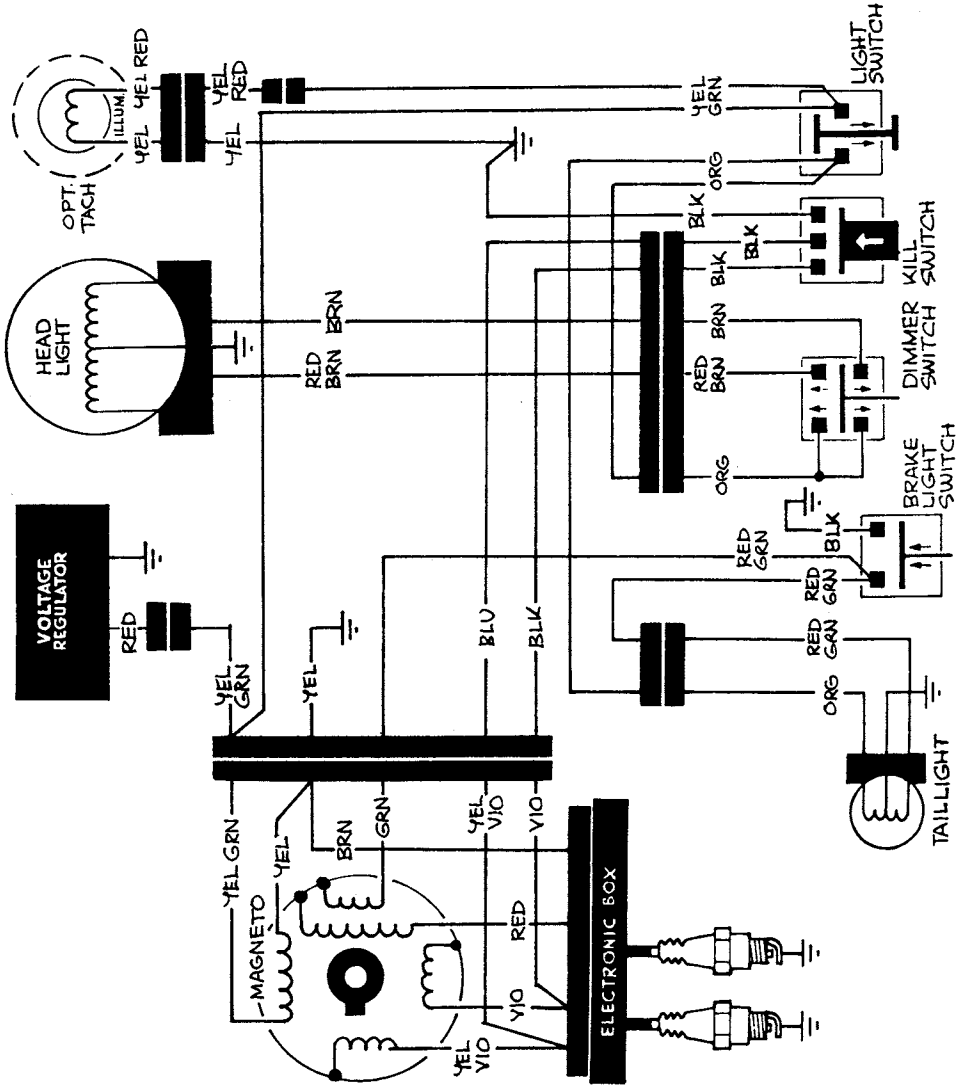 OPT.
TACH
ILLUM.
YEL
YEL RED
YEL
YEL
RED
HEAD
LIGHT
BRN
RED
BRN
VOLTAGE
REGULATOR
RED
YEL
GRN
YEL
BLU
BLK
YEL
GRN
ORG
BLK
BLK
BLK
BRN
RED
BRN
ORG
RED
GRN
BLK
RED
GRN
RED
GRN
ORG
LIGHT
SWITCH
KILL
SWITCH
DIMMER
SWITCH
BRAKE
LIGHT
SWITCH
TAILLIGHT
YEL GRN
YEL
BRN
GRN
YEL
VIO
VIO
MAGNETO
RED
VIO
YEL
VIO
ELECTRONIC BOX